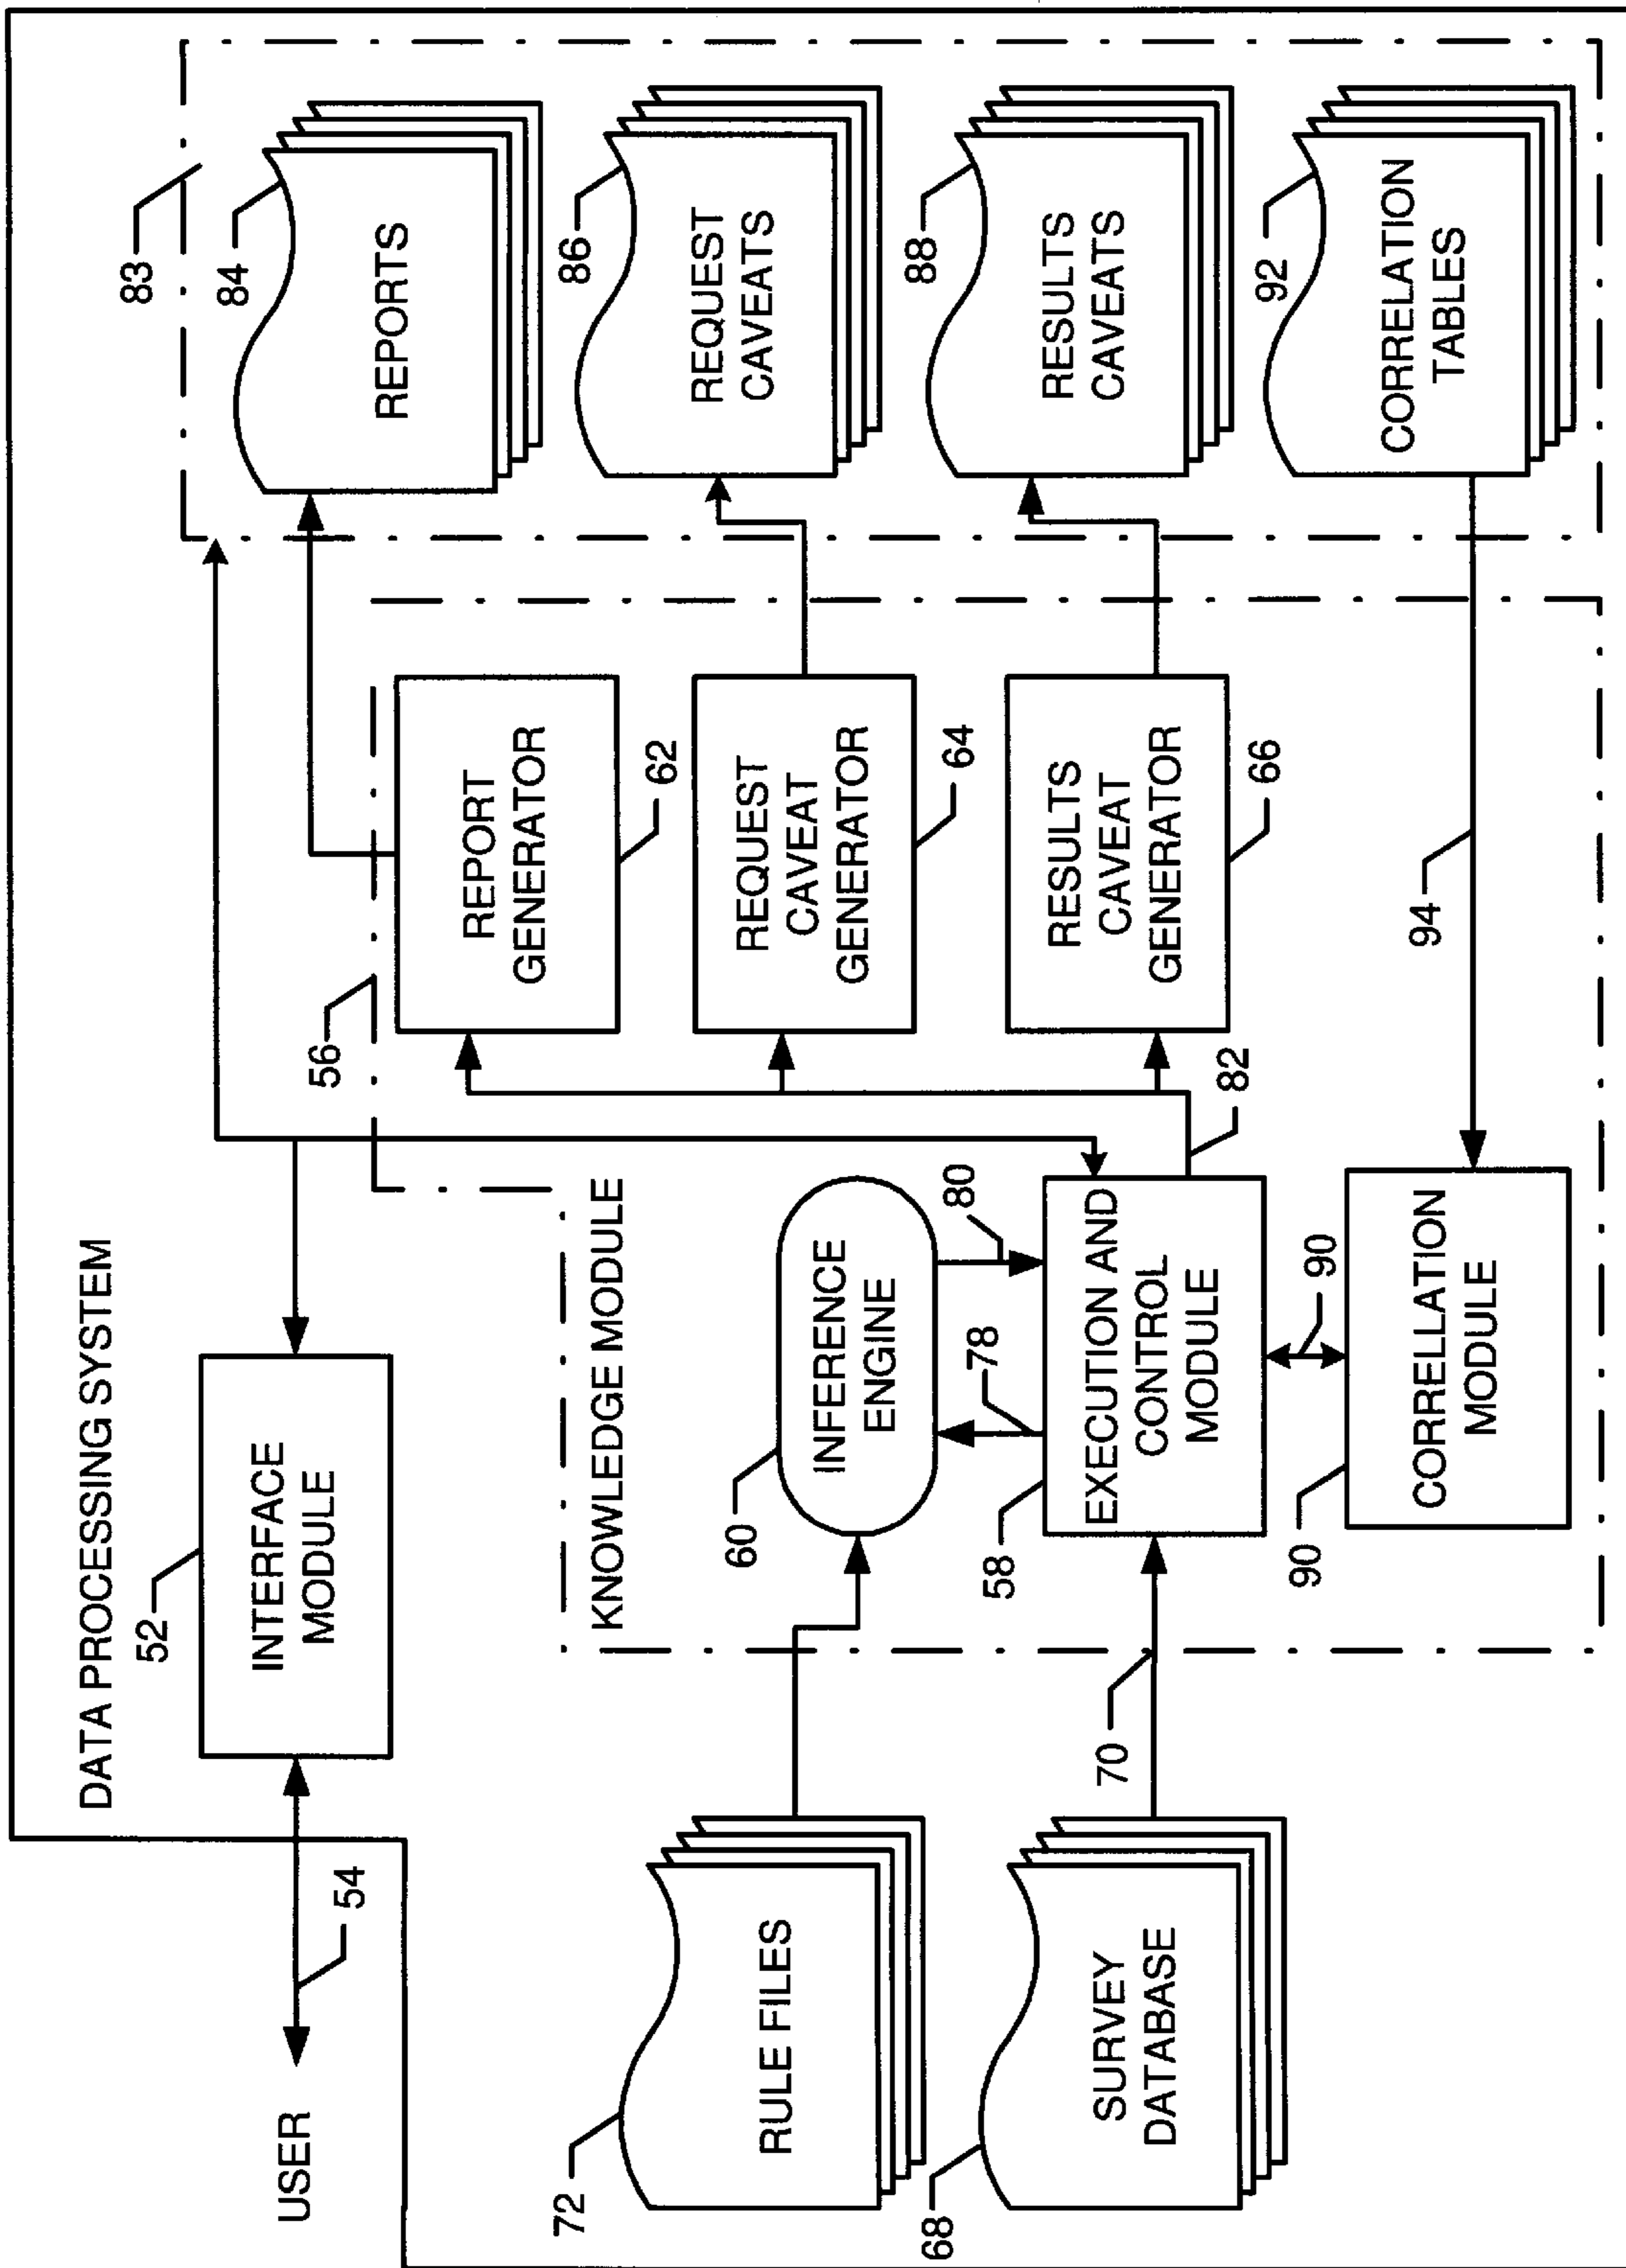 DATA PROCESSING SYSTEM
USER
54
52
INTERFACE
MODULE
83
84
REPORTS
56
REPORT
GENERATOR
62
86
REQUEST
CAVEATS
KNOWLEDGE MODULE
72
RULE FILES
60
INFERENCE
ENGINE
REQUEST
CAVEAT
GENERATOR
64
78
80
88
RESULTS
CAVEATS
68
SURVEY
DATABASE
70
58
EXECUTION AND
CONTROL
MODULE
82
RESULTS
CAVEAT
GENERATOR
66
90
90
CORRELLATION
MODULE
94
92
CORRELATION
TABLES